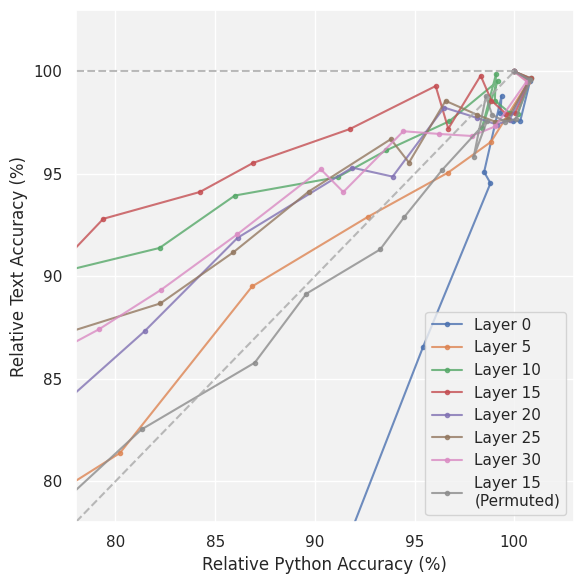 Relative Text Accuracy (%)
100
95
90
85
80
80 85 90 95 100
Relative Python Accuracy (%)
Layer 0
Layer 5
Layer 10
Layer 15
Layer 20
Layer 25
Layer 30
Layer 15
(Permuted)